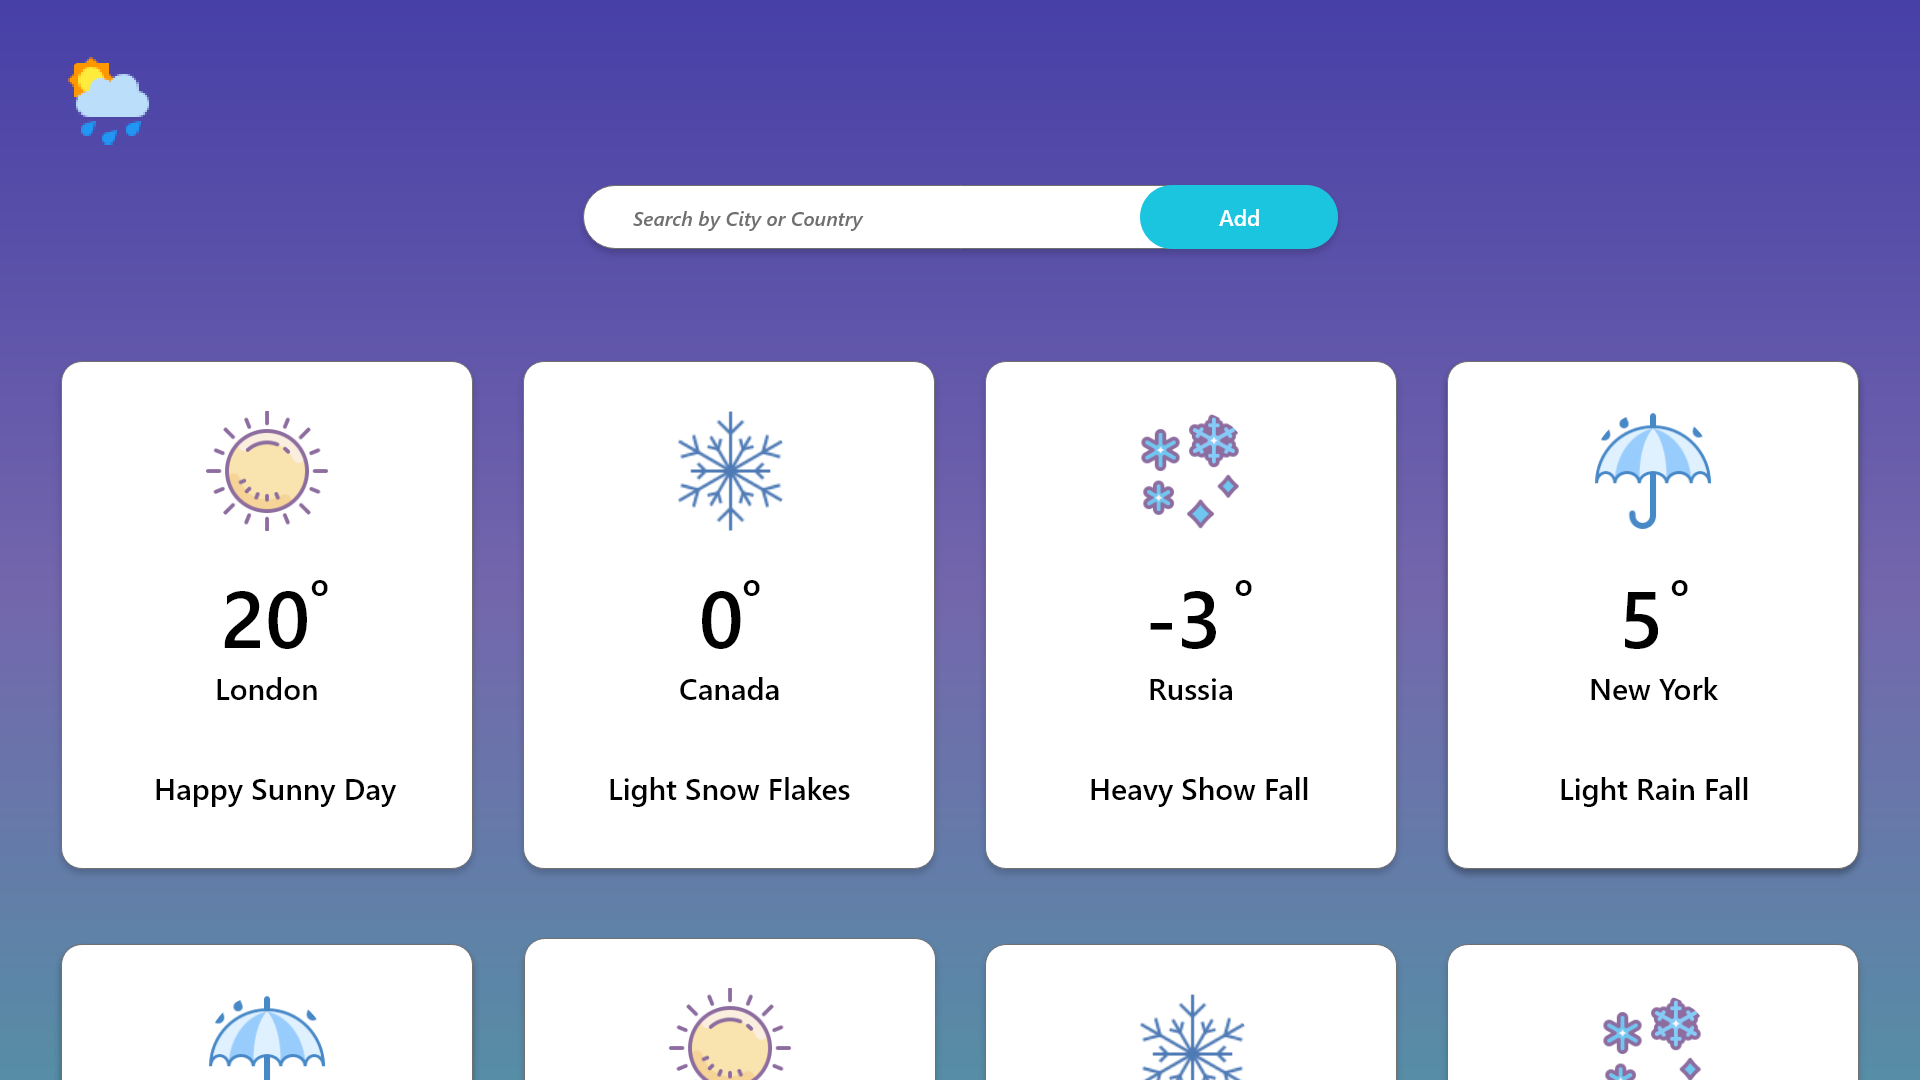 Search by City or Country
Add
20°
London
Happy Sunny Day
0°
Canada
Light Snow Flakes
-3 °
Russia
Heavy Show Fall
5 °
New York
Light Rain Fall